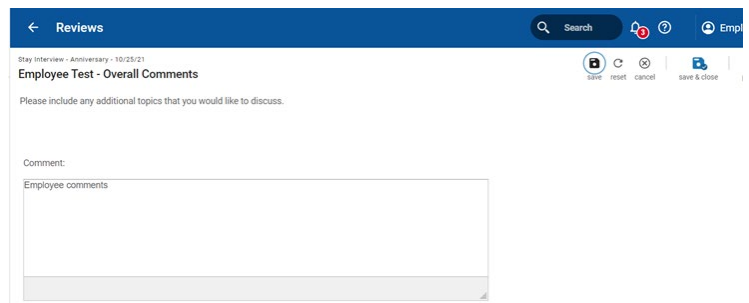 Reviews
Search
3
Empl
Stay Interview - Anniversary - 10/25/21
Employee Test - Overall Comments
save reset cancel save & close
Please include any additional topics that you would like to discuss.
Comment:
Employee comments